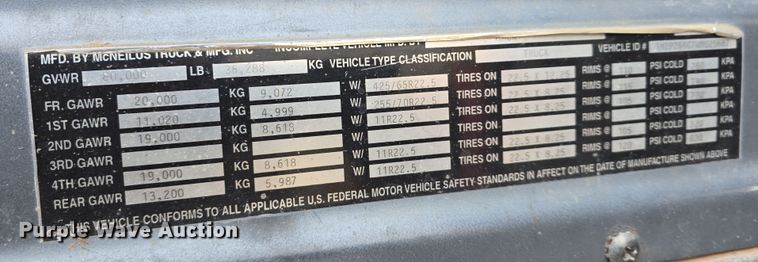 MFD. BY McNEILUS TRUCK & MFG. INC INCOMPLETE VEHICLE MFD. BY
GVWR 80,000 LB 36,288 KG VEHICLE TYPE CLASSIFICATION TRUCK VEHICLE ID #
FR. GAWR 20,000 KG 9,072 W/ 425/65R22.5 TIRES ON 22.5 X 12.25 RIMS @ PSI COLD KPA
1ST GAWR 11,020 KG 4,999 W/ 255/70R22.5 TIRES ON 22.5 X 8.25 RIMS @ PSI COLD KPA
2ND GAWR 19,000 KG 8,618 W/ 11R22.5 TIRES ON 22.5 X 8.25 RIMS @ 105 PSI COLD KPA
3RD GAWR KG W/ TIRES ON RIMS @ PSI COLD KPA
4TH GAWR 19,000 KG 8,618 W/ 11R22.5 TIRES ON 22.5 X 8.25 RIMS @ 105 PSI COLD KPA
REAR GAWR 13,200 KG 5,987 W/ 11R22.5 TIRES ON 22.5 X 8.25 RIMS @ 120 PSI COLD KPA
THIS VEHICLE CONFORMS TO ALL APPLICABLE U.S. FEDERAL MOTOR VEHICLE SAFETY STANDARDS IN EFFECT ON THE DATE OF MANUFACTURE SHOWN ABOVE
Purple Wave Auction